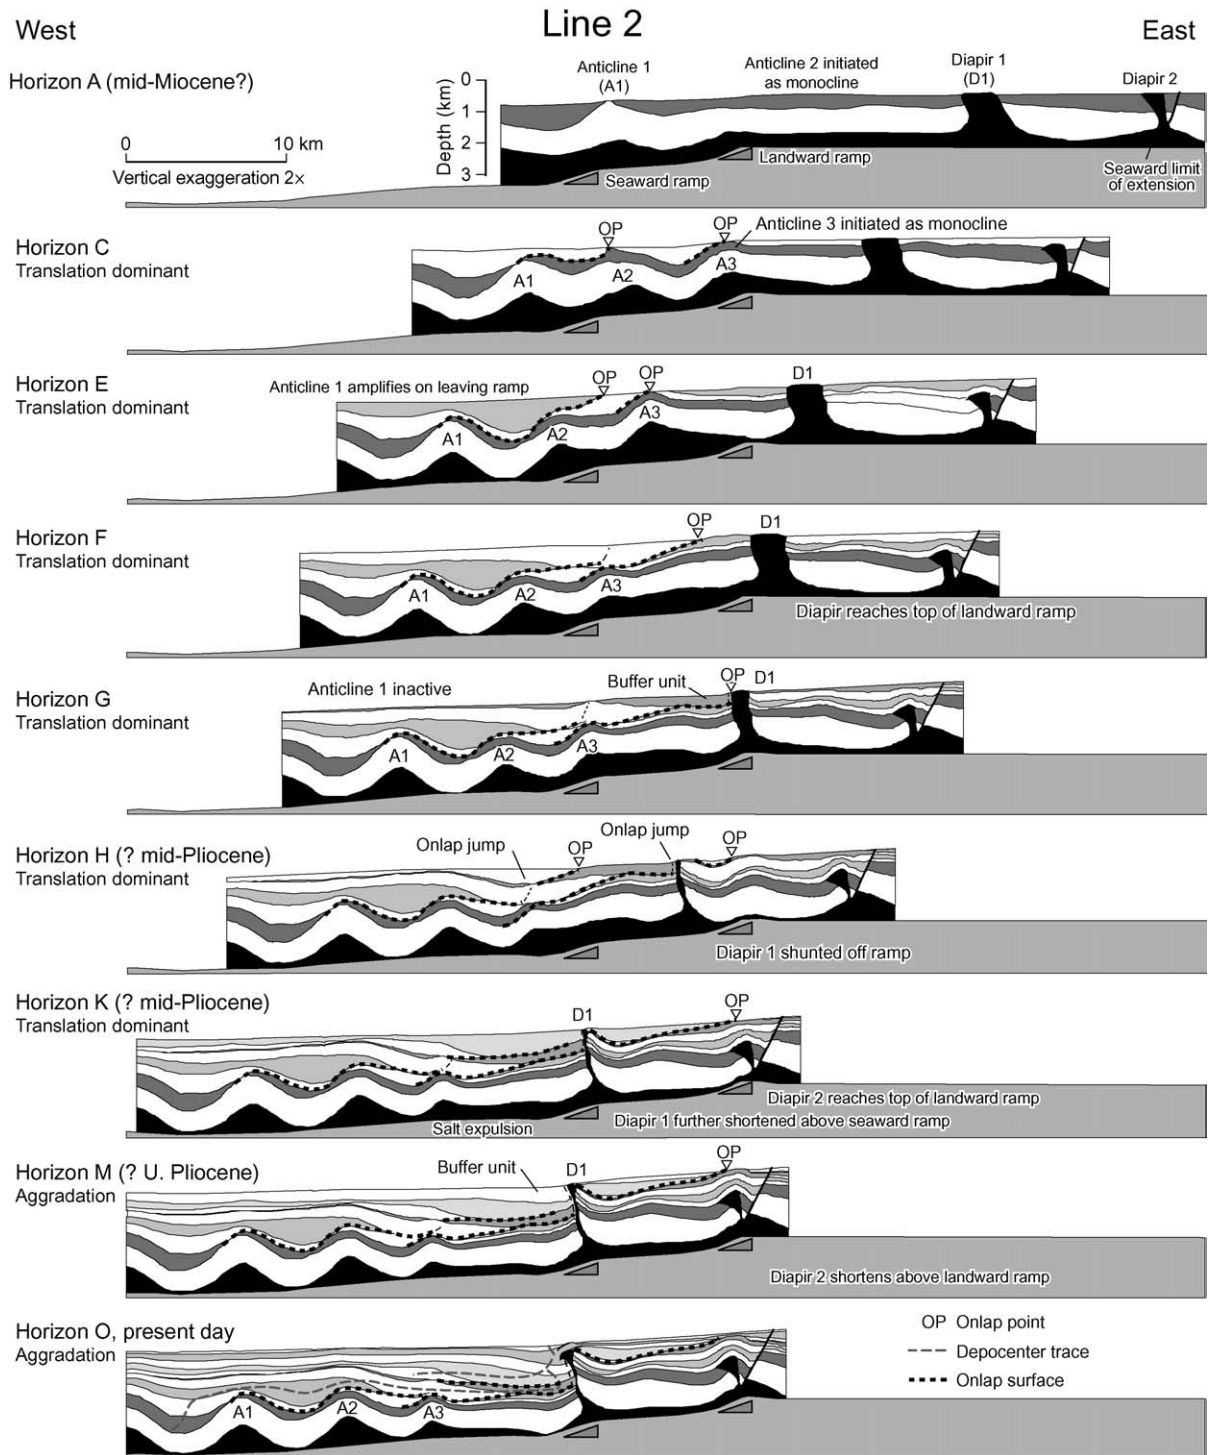 Line 2
West
East
Horizon A (mid-Miocene?)
Anticline 1
(A1)
Anticline 2 initiated
as monocline
Diapir 1
(D1)
Diapir 2
0
1
2
3
Depth (km)
0
10 km
Vertical exaggeration 2×
Seaward ramp
Landward ramp
Seaward limit
of extension
Horizon C
Translation dominant
OP
OP
Anticline 3 initiated as monocline
A1
A2
A3
Horizon E
Translation dominant
Anticline 1 amplifies on leaving ramp
OP
OP
D1
A1
A2
A3
Horizon F
Translation dominant
OP
D1
A1
A2
A3
Diapir reaches top of landward ramp
Horizon G
Translation dominant
Anticline 1 inactive
Buffer unit
OP
D1
A1
A2
A3
Horizon H (? mid-Pliocene)
Translation dominant
Onlap jump
OP
Onlap jump
OP
Diapir 1 shunted off ramp
Horizon K (? mid-Pliocene)
Translation dominant
D1
OP
Diapir 2 reaches top of landward ramp
Diapir 1 further shortened above seaward ramp
Salt expulsion
Horizon M (? U. Pliocene)
Aggradation
Buffer unit
D1
OP
Diapir 2 shortens above landward ramp
Horizon O, present day
Aggradation
A1
A2
A3
OP Onlap point
Depocenter trace
Onlap surface